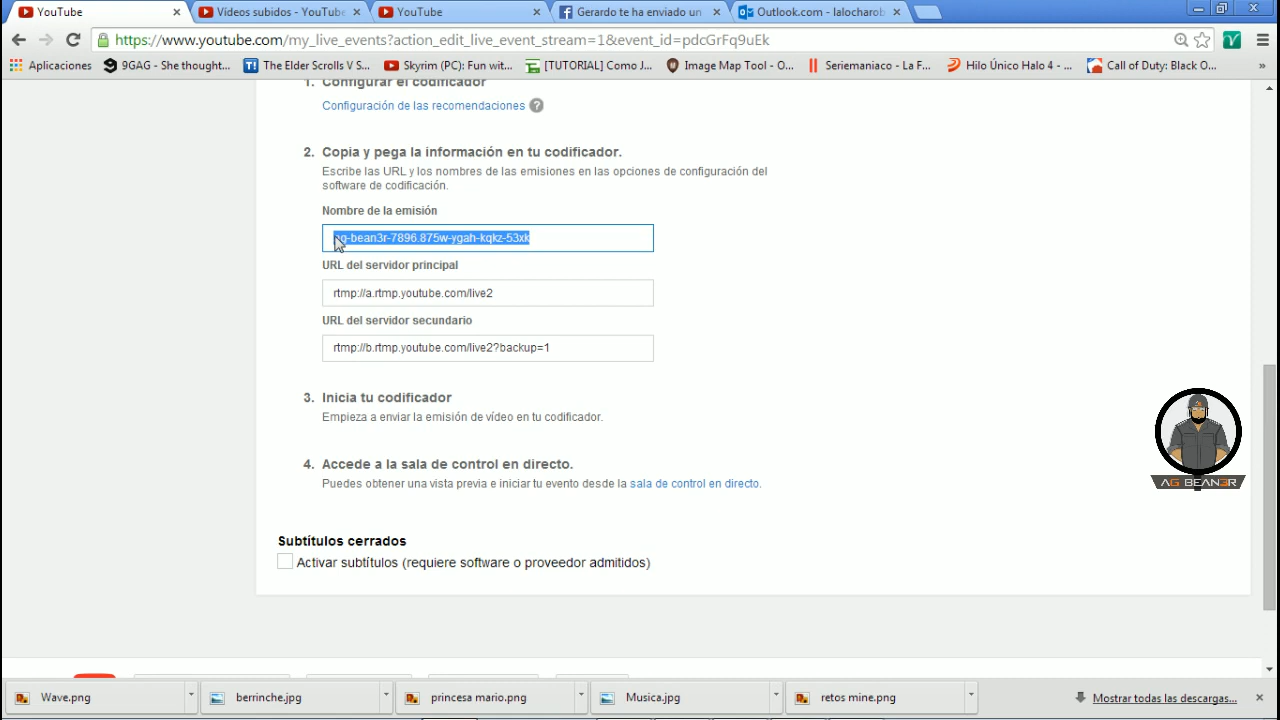 YouTube
Vídeos subidos - YouTube
YouTube
Gerardo te ha enviado un
Outlook.com - lalocharob
https://www.youtube.com/my_live_events?action_edit_live_event_stream=1&event_id=pdcGrFq9uEk
Aplicaciones
9GAG - She thought...
The Elder Scrolls V S...
Skyrim (PC): Fun wit...
[TUTORIAL] Como J...
Image Map Tool - O...
Seriemaniaco - La F...
Hilo Único Halo 4 - ...
Call of Duty: Black O...
»
1. Configurar el codificador
Configuración de las recomendaciones ?
2. Copia y pega la información en tu codificador.
Escribe las URL y los nombres de las emisiones en las opciones de configuración del
software de codificación.
Nombre de la emisión
URL del servidor principal
rtmp://a.rtmp.youtube.com/live2
URL del servidor secundario
rtmp://b.rtmp.youtube.com/live2?backup=1
3. Inicia tu codificador
Empieza a enviar la emisión de vídeo en tu codificador.
4. Accede a la sala de control en directo.
Puedes obtener una vista previa e iniciar tu evento desde la sala de control en directo.
AG BEAN3R
Subtítulos cerrados
Activar subtítulos (requiere software o proveedor admitidos)
Wave.png
berrinche.jpg
princesa mario.png
Musica.jpg
retos mine.png
Mostrar todas las descargas...